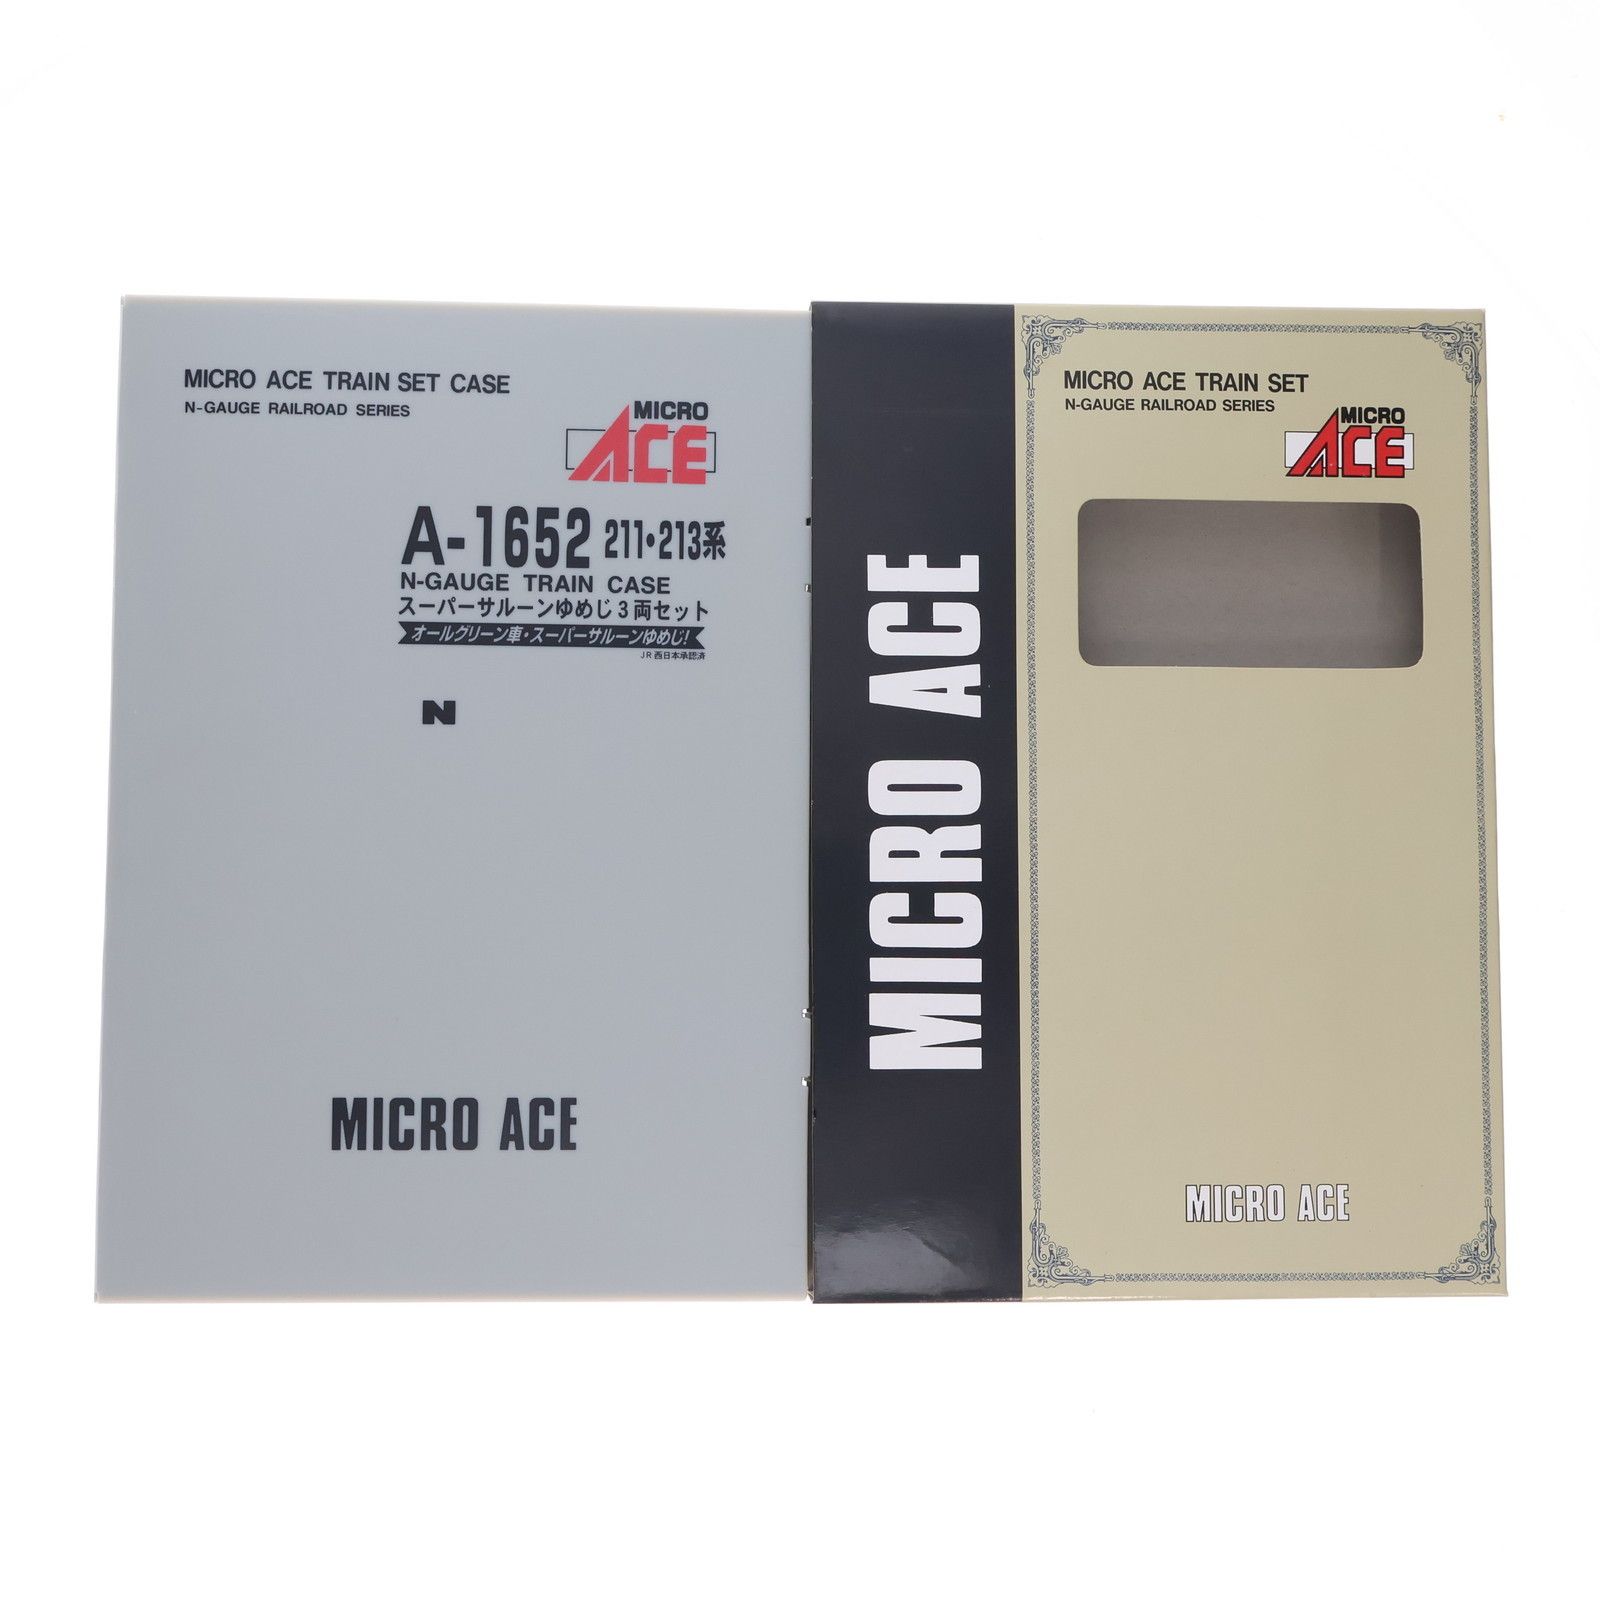 MICRO ACE TRAIN SET CASE
N-GAUGE RAILROAD SERIES
MICRO
ACE
A-1652 211・213系
N-GAUGE TRAIN CASE
スーパーサルーンゆめじ3両セット
オールグリーン車・スーパーサルーンゆめじ!
JR西日本承認済
N
MICRO ACE
MICRO ACE
MICRO ACE TRAIN SET
N-GAUGE RAILROAD SERIES
MICRO
ACE
MICRO ACE